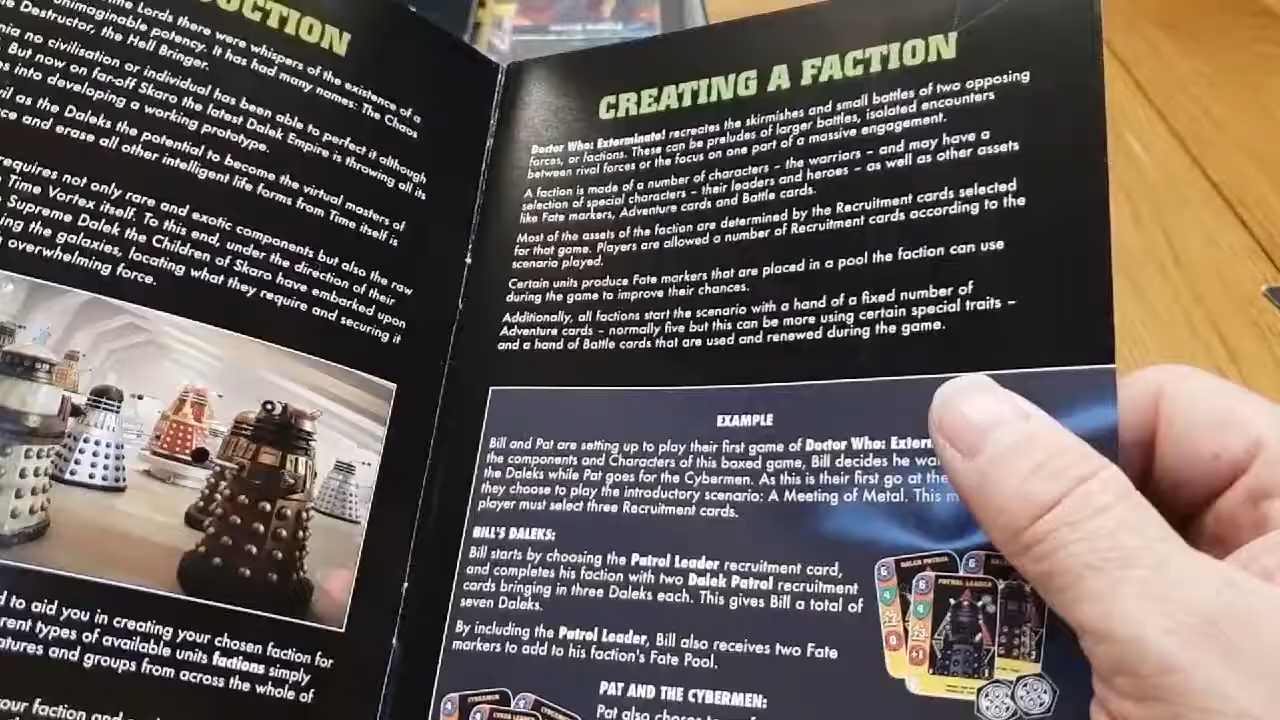 UCTION
ime Lords there were whispers of the existence of a
unimaginable potency. It has had many names: The Chaos
e Destructor, the Hell Bringer.
nia no civilisation or individual has been able to perfect it although
. But now on far-off Skaro the latest Dalek Empire is throwing all its
s into developing a working prototype.
vil as the Daleks the potential to become the virtual masters of
ce and erase all other intelligent life forms from Time itself is
requires not only rare and exotic components but also the raw
Time Vortex itself. To this end, under the direction of their
Supreme Dalek the Children of Skaro have embarked upon
ing the galaxies, locating what they require and securing it
overwhelming force.
d to aid you in creating your chosen faction for
rent types of available units factions simply
atures and groups from across the whole of
our faction and
CREATING A FACTION
Doctor Who: Exterminate! recreates the skirmishes and small battles of two opposing
forces, or factions. These can be preludes of larger battles, isolated encounters
between rival forces or the focus on one part of a massive engagement.
A faction is made of a number of characters – the warriors – and may have a
selection of special characters – their leaders and heroes – as well as other assets
like Fate markers, Adventure cards and Battle cards.
Most of the assets of the faction are determined by the Recruitment cards selected
for that game. Players are allowed a number of Recruitment cards according to the
scenario played.
Certain units produce Fate markers that are placed in a pool the faction can use
during the game to improve their chances.
Additionally, all factions start the scenario with a hand of a fixed number of
Adventure cards – normally five but this can be more using certain special traits –
and a hand of Battle cards that are used and renewed during the game.
EXAMPLE
Bill and Pat are setting up to play their first game of Doctor Who: Exterm
the components and Characters of this boxed game, Bill decides he wa
the Daleks while Pat goes for the Cybermen. As this is their first go at the
they choose to play the introductory scenario: A Meeting of Metal. This m
player must select three Recruitment cards.
BILL'S DALEKS:
Bill starts by choosing the Patrol Leader recruitment card,
and completes his faction with two Dalek Patrol recruitment
cards bringing in three Daleks each. This gives Bill a total of
seven Daleks.
By including the Patrol Leader, Bill also receives two Fate
markers to add to his faction's Fate Pool.
DALEK PATROL
PATROL LEADER
PAT AND THE CYBERMEN:
Pat also
CYBERMEN
CYBER LEADER